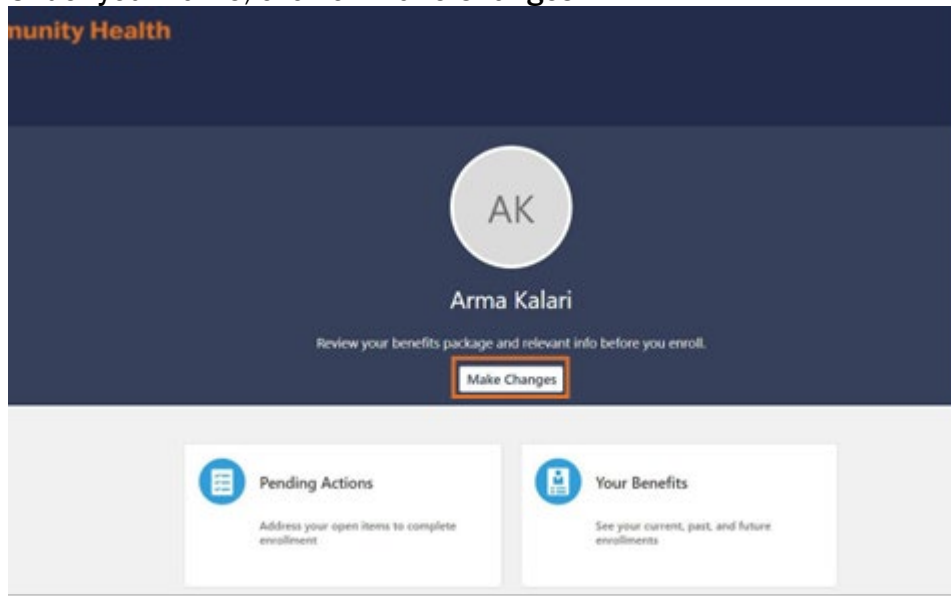 munity Health
AK
Arma Kalari
Review your benefits package and relevant info before you enroll.
Make Changes
Pending Actions
Your Benefits
Address your open items to complete
enrollment
See your current, past, and future
enrollments